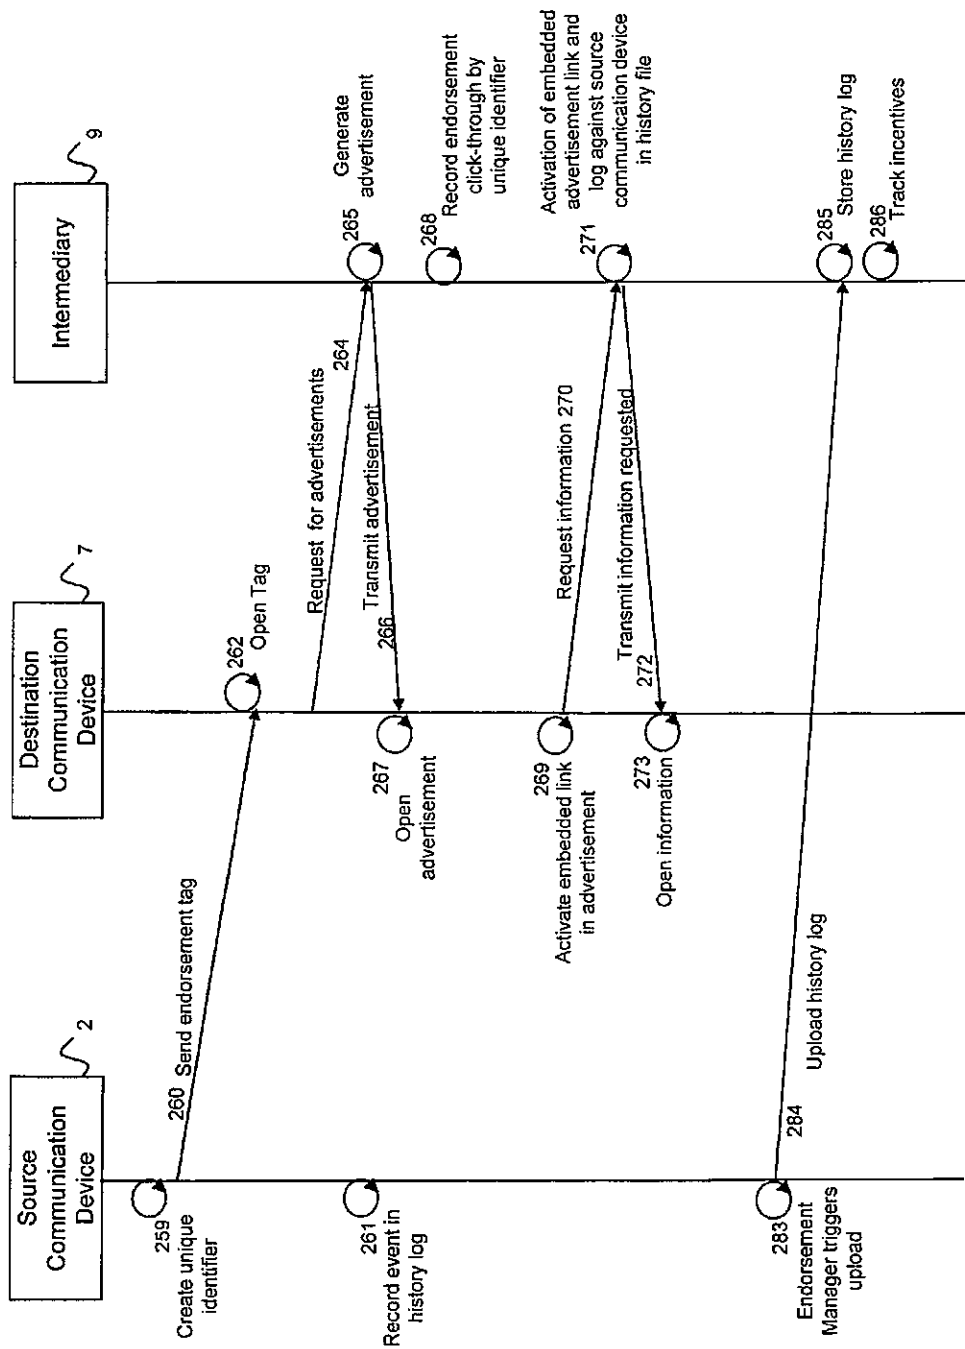 Source
Communication
Device
2
Destination
Communication
Device
7
Intermediary
9
259
Create unique
identifier
260 Send endorsement tag
261
Record event in
history log
262
Open Tag
Request for advertisements
264
265
Generate
advertisement
Transmit advertisement
266
267
Open
advertisement
268
Record endorsement
click-through by
unique identifier
269
Activate embedded link
in advertisement
Request information 270
271
Activation of embedded
advertisement link and
log against source
communication device
in history file
Transmit information requested
272
273
Open information
283
Endorsement
Manager triggers
upload
284
Upload history log
285
Store history log
286
Track incentives